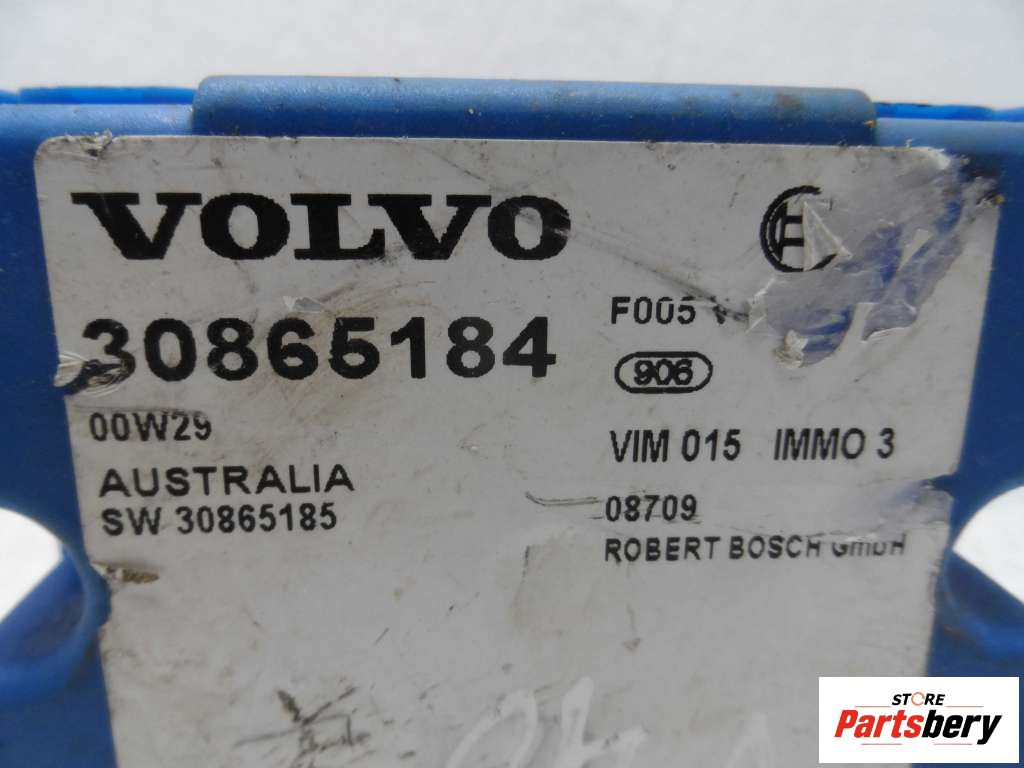 VOLVO
30865184
00W29
AUSTRALIA
SW 30865185
F005
906
VIM 015 IMMO 3
08709
ROBERT BOSCH GmbH
STORE
Partsbery